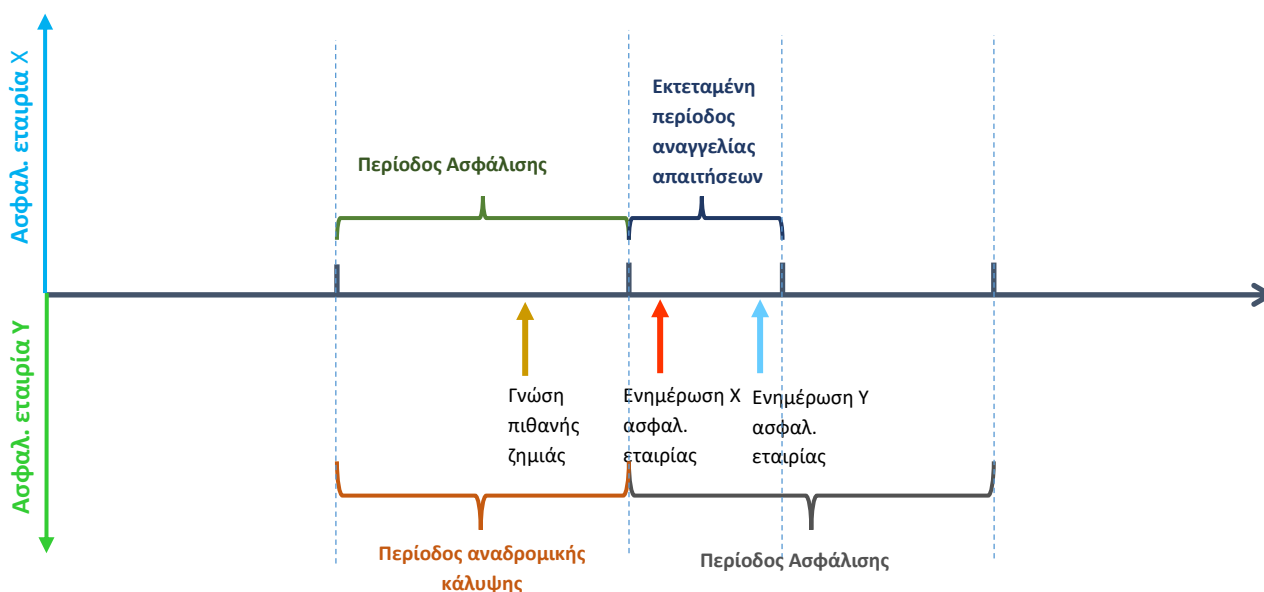 Ασφαλ. εταιρία X
Εκτεταμένη
περίοδος
αναγγελίας
απαιτήσεων
Περίοδος Ασφάλισης
Ασφαλ. εταιρία Y
Γνώση
πιθανής
ζημιάς
Ενημέρωση Χ
ασφαλ.
εταιρίας
Ενημέρωση Υ
ασφαλ.
εταιρίας
Περίοδος αναδρομικής
κάλυψης
Περίοδος Ασφάλισης